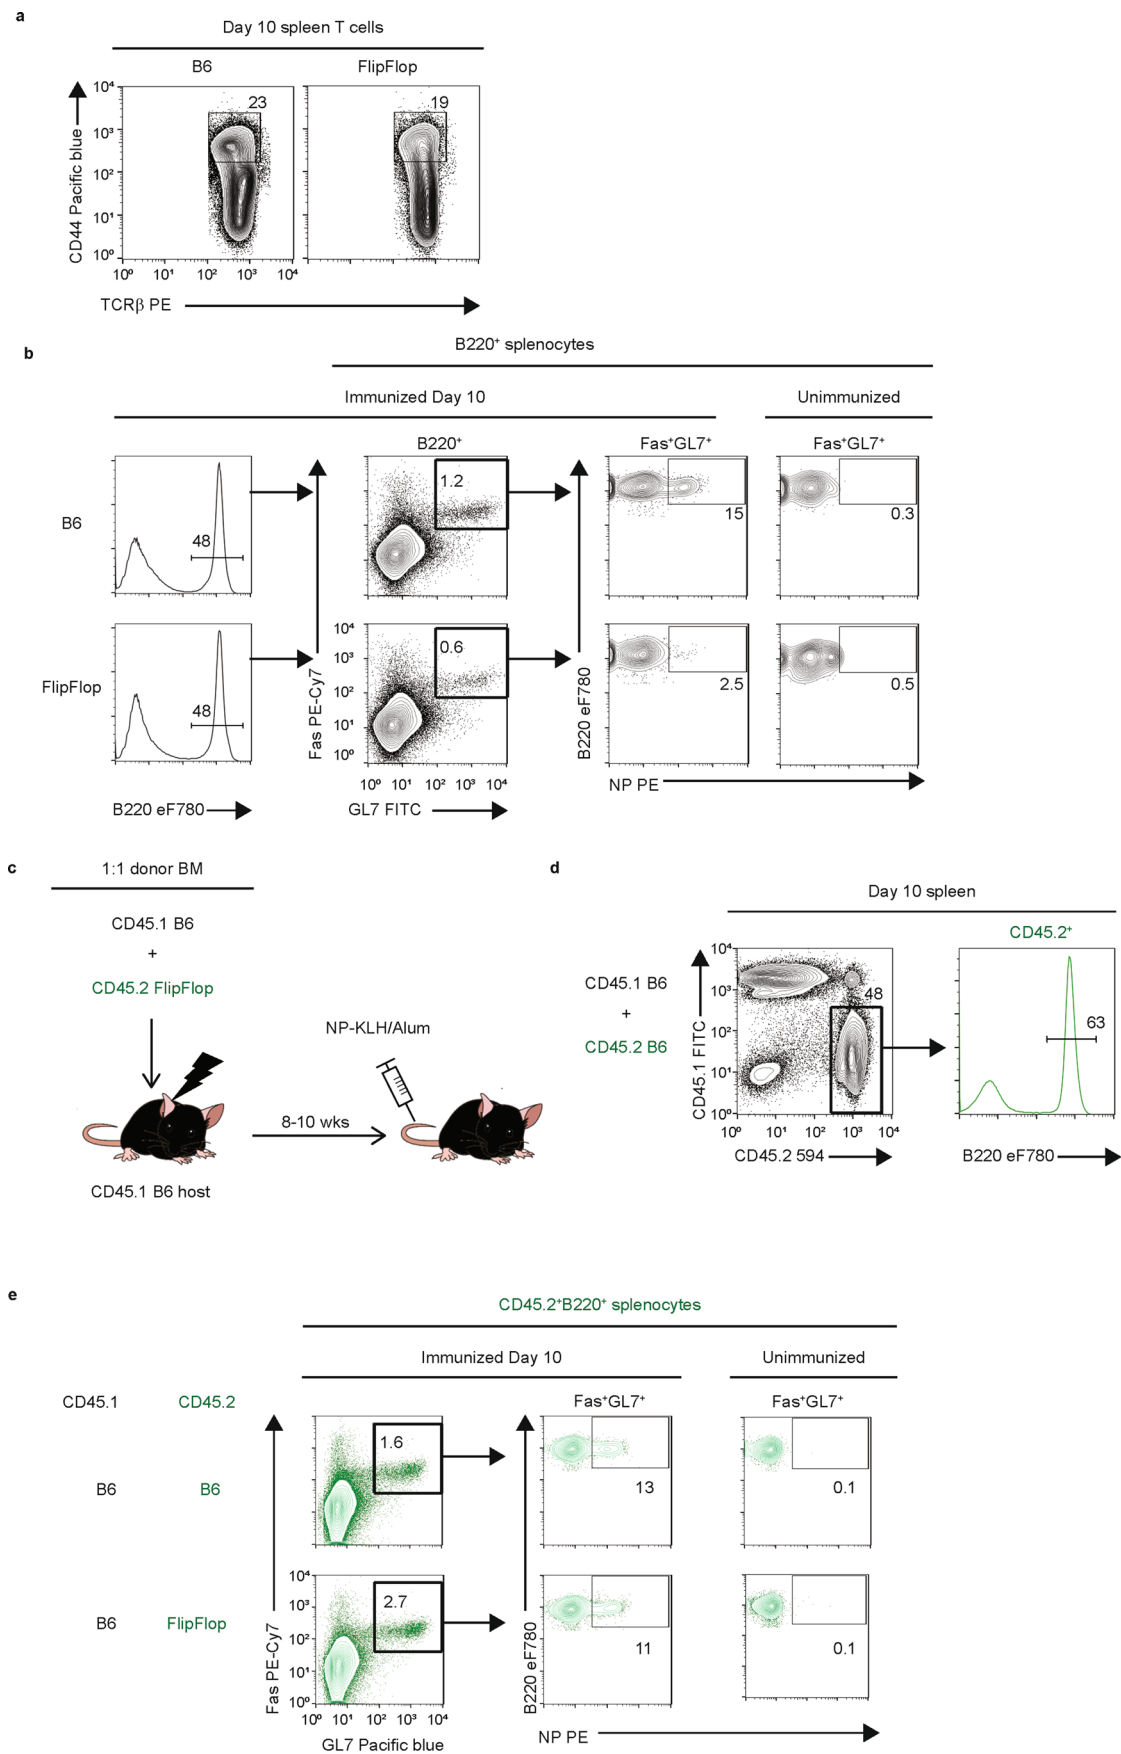 a
Day 10 spleen T cells
B6
FlipFlop
10⁴
23
19
10³
10²
10¹
10⁰
CD44 Pacific blue
10⁰ 10¹ 10² 10³ 10⁴
TCRβ PE
b
B220⁺ splenocytes
Immunized Day 10
Unimmunized
B220⁺
Fas⁺GL7⁺
Fas⁺GL7⁺
B6
48
1.2
15
0.3
FlipFlop
48
10⁴
10³
10²
10¹
10⁰
0.6
2.5
0.5
Fas PE-Cy7
B220 eF780
10⁰ 10¹ 10² 10³ 10⁴
B220 eF780
GL7 FITC
NP PE
c
1:1 donor BM
CD45.1 B6
+
CD45.2 FlipFlop
NP-KLH/Alum
8-10 wks
CD45.1 B6 host
d
Day 10 spleen
CD45.2⁺
CD45.1 B6
+
CD45.2 B6
10⁴
10³
10²
10¹
10⁰
CD45.1 FITC
48
63
10⁰ 10¹ 10² 10³ 10⁴
CD45.2 594
B220 eF780
e
CD45.2⁺B220⁺ splenocytes
Immunized Day 10
Unimmunized
CD45.1
CD45.2
Fas⁺GL7⁺
Fas⁺GL7⁺
B6
B6
1.6
13
0.1
B6
FlipFlop
10⁴
10³
10²
10¹
10⁰
2.7
11
0.1
Fas PE-Cy7
B220 eF780
10⁰ 10¹ 10² 10³ 10⁴
GL7 Pacific blue
NP PE